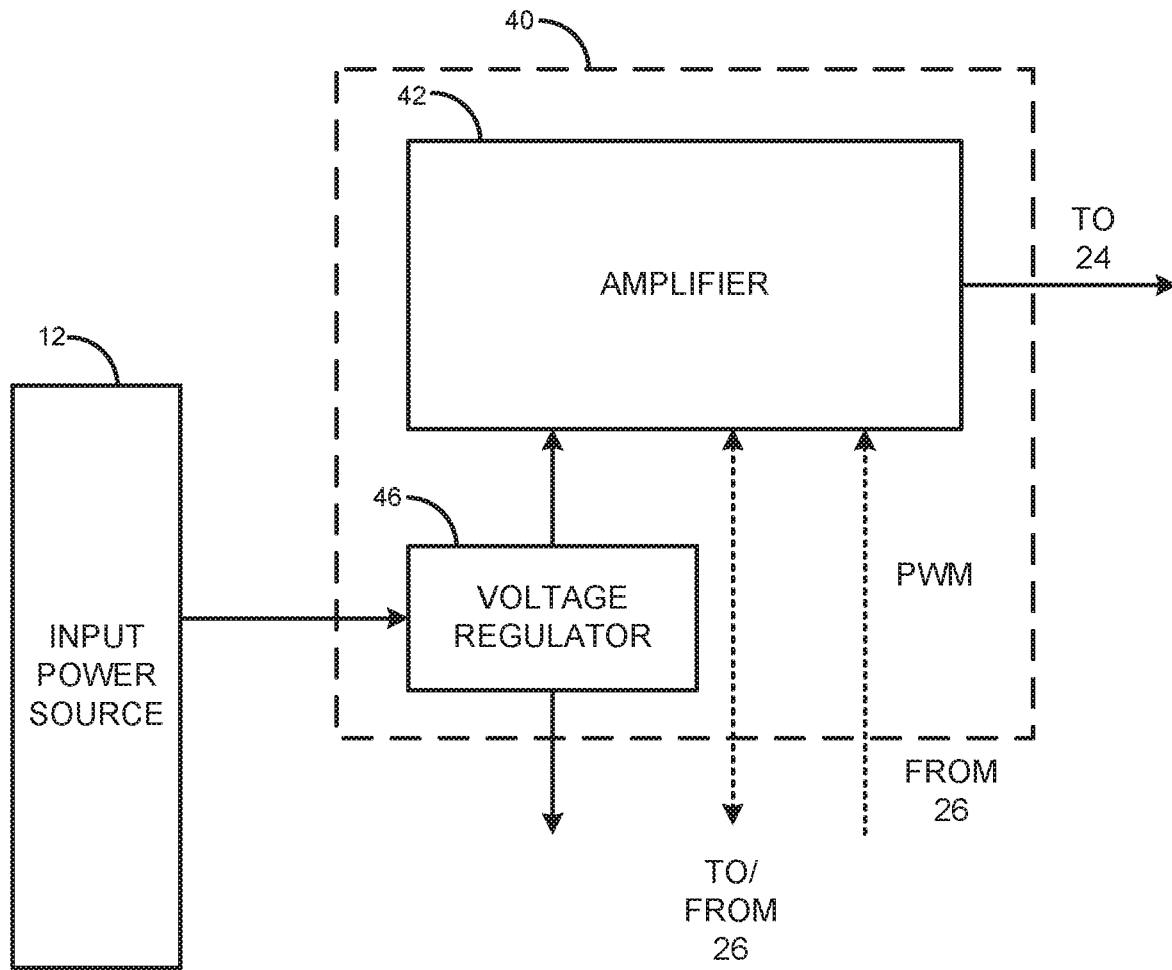 40
42
AMPLIFIER
TO
24
12
46
VOLTAGE
REGULATOR
PWM
INPUT
POWER
SOURCE
FROM
26
TO/
FROM
26